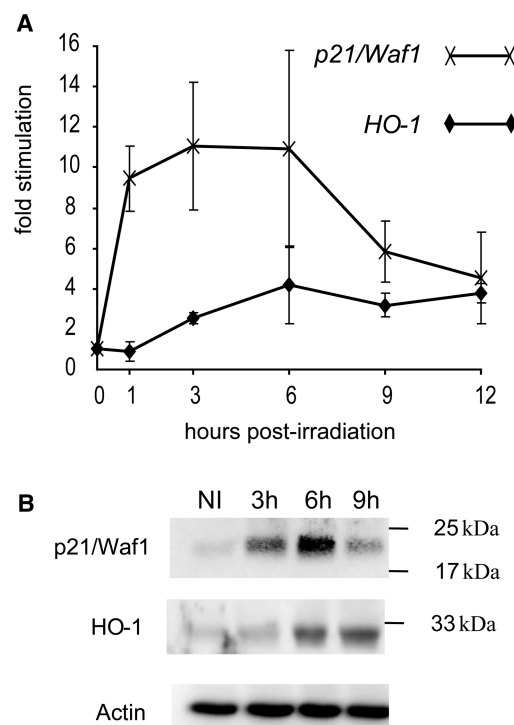 A
16
14
12
10
8
6
4
2
0
fold stimulation
p21/Waf1
HO-1
0 1 3 6 9 12
hours post-irradiation
B
NI 3h 6h 9h
p21/Waf1
25 kDa
17 kDa
HO-1
33 kDa
Actin